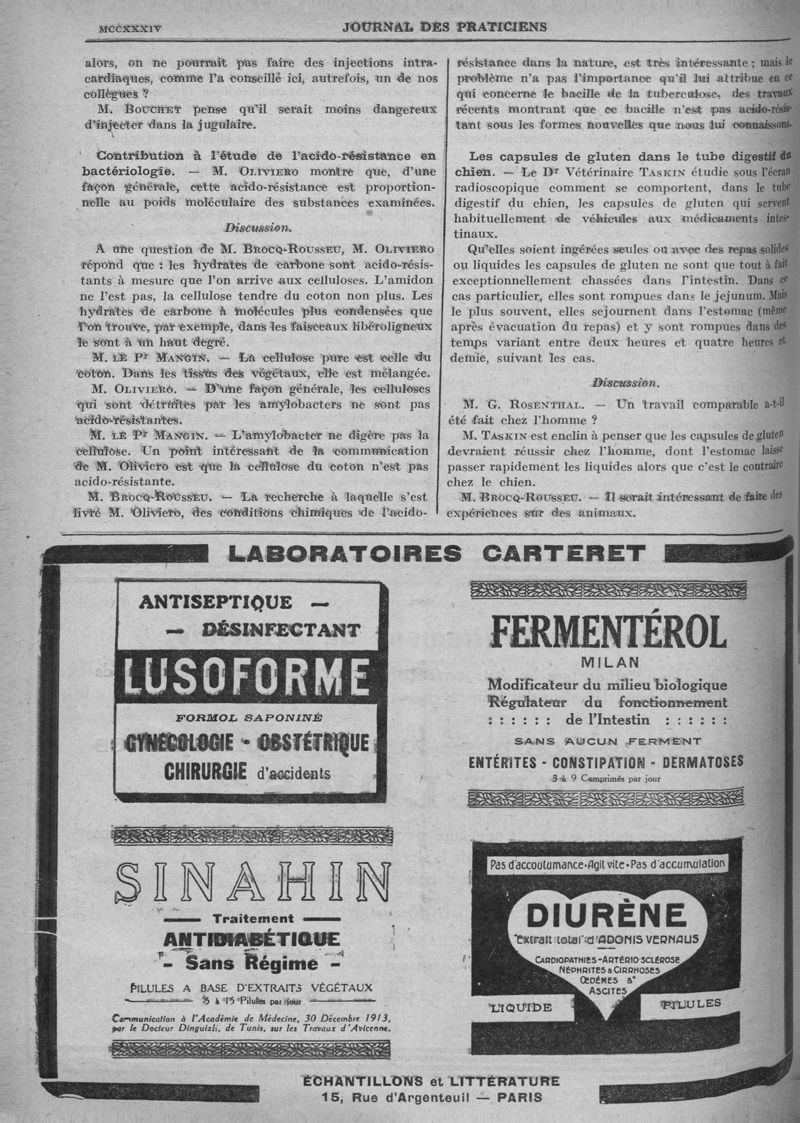 MCCXXXIV
JOURNAL DES PRATICIENS
alors, on ne pourrait pas faire des injections intra-
cardiaques, comme l'a conseillé ici, autrefois, un de nos
collègues ?
M. BOUCHET pense qu'il serait moins dangereux
d'injecter dans la jugulaire.
Contribution à l'étude de l'acido-résistance en
bactériologie. — M. OLIVIERO montre que, d'une
façon générale, cette acido-résistance est proportion-
nelle au poids moléculaire des substances examinées.
Discussion.
A une question de M. BROCQ-ROUSSEU, M. OLIVIERO
répond que : les hydrates de carbone sont acido-résis-
tants à mesure que l'on arrive aux celluloses. L'amidon
ne l'est pas, la cellulose tendre du coton non plus. Les
hydrates de carbone à molécules plus condensées que
l'on trouve, par exemple, dans les faisceaux libéroligneux
le sont à un haut degré.
M. LE Pr MANGIN. — La cellulose pure est celle du
coton. Dans les tissus des végétaux, elle est mélangée.
M. OLIVIERO. — D'une façon générale, les celluloses
qui sont détruites par les amylobacters ne sont pas
acido-résistantes.
M. LE Pr MANGIN. — L'amylobacter ne digère pas la
cellulose. Un point intéressant de la communication
de M. Oliviero est que la cellulose du coton n'est pas
acido-résistante.
M. BROCQ-ROUSSEU. — La recherche à laquelle s'est
livré M. Oliviero, des conditions chimiques de l'acido-
résistance dans la nature, est très intéressante ; mais le
problème n'a pas l'importance qu'il lui attribue en ce
qui concerne le bacille de la tuberculose, des travaux
récents montrant que ce bacille n'est pas acido-résis-
tant sous les formes nouvelles que nous lui connaissons.
Les capsules de gluten dans le tube digestif du
chien. — Le Dr Vétérinaire TASKIN étudie sous l'écran
radioscopique comment se comportent, dans le tube
digestif du chien, les capsules de gluten qui servent
habituellement de véhicules aux médicaments intes-
tinaux.
Qu'elles soient ingérées seules ou avec des repas solides
ou liquides les capsules de gluten ne sont que tout à fait
exceptionnellement chassées dans l'intestin. Dans ce
cas particulier, elles sont rompues dans le jejunum. Mais
le plus souvent, elles sejournent dans l'estomac (même
après évacuation du repas) et y sont rompues dans des
temps variant entre deux heures et quatre heures et
demie, suivant les cas.
Discussion.
M. G. ROSENTHAL. — Un travail comparable a-t-il
été fait chez l'homme ?
M. TASKIN est enclin à penser que les capsules de gluten
devraient réussir chez l'homme, dont l'estomac laisse
passer rapidement les liquides alors que c'est le contraire
chez le chien.
M. BROCQ-ROUSSEU. — Il serait intéressant de faire des
expériences sur des animaux.
LABORATOIRES CARTERET
ANTISEPTIQUE —
— DÉSINFECTANT
LUSOFORME
FORMOL SAPONINÉ
GYNÉCOLOGIE - OBSTÉTRIQUE
CHIRURGIE d'accidents
FERMENTÉROL
MILAN
Modificateur du milieu biologique
Régulateur du fonctionnement
: : : : : : de l'Intestin : : : : : :
SANS AUCUN FERMENT
ENTÉRITES - CONSTIPATION - DERMATOSES
3 à 9 Comprimés par jour
SINAHIN
Traitement
ANTIDIABÉTIQUE
- Sans Régime -
PILULES A BASE D'EXTRAITS VÉGÉTAUX
à 15 Pilules par Jour
Communication à l'Académie de Médecine, 30 Décembre 1913,
par le Docteur Dinguizli, de Tunis, sur les Travaux d'Avicenne.
Pas d'accoutumance-Agit vite-Pas d'accumulation
DIURÈNE
Extrait total d'ADONIS VERNALIS
CARDIOPATHIES-ARTÉRIO-SCLÉROSE
NÉPHRITES & CIRRHOSES
ŒDÈMES &
ASCITES
LIQUIDE
PILULES
ÉCHANTILLONS et LITTÉRATURE
15, Rue d'Argenteuil — PARIS